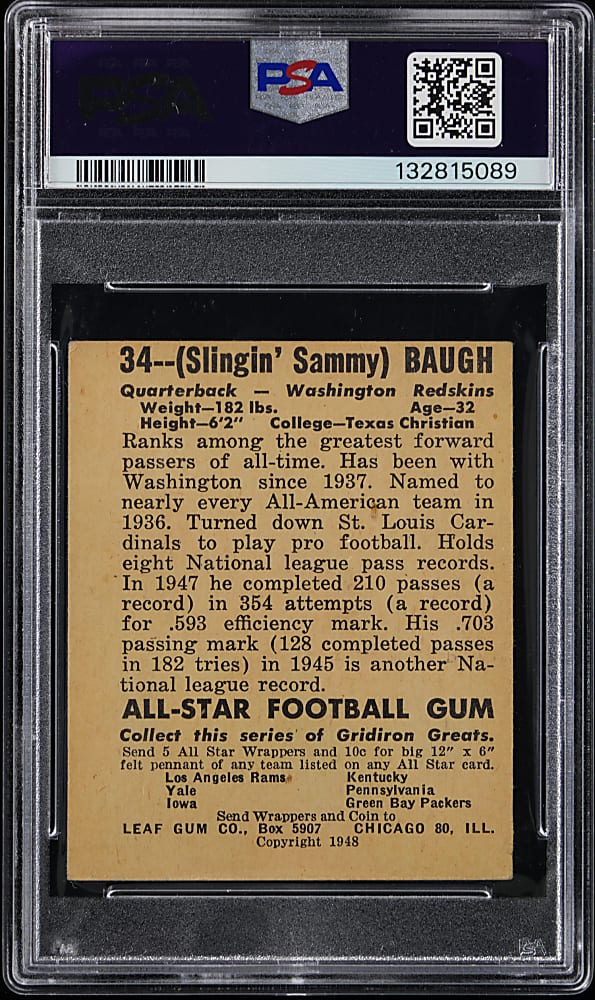 PSA
132815089
34--(Slingin' Sammy) BAUGH
Quarterback — Washington Redskins
Weight—182 lbs. Age—32
Height—6'2" College—Texas Christian
Ranks among the greatest forward
passers of all-time. Has been with
Washington since 1937. Named to
nearly every All-American team in
1936. Turned down St. Louis Car-
dinals to play pro football. Holds
eight National league pass records.
In 1947 he completed 210 passes (a
record) in 354 attempts (a record)
for .593 efficiency mark. His .703
passing mark (128 completed passes
in 182 tries) in 1945 is another Na-
tional league record.
ALL-STAR FOOTBALL GUM
Collect this series of Gridiron Greats.
Send 5 All Star Wrappers and 10c for big 12" x 6"
felt pennant of any team listed on any All Star card.
Los Angeles Rams Kentucky
Yale Pennsylvania
Iowa Green Bay Packers
Send Wrappers and Coin to
LEAF GUM CO., Box 5907 CHICAGO 80, ILL.
Copyright 1948